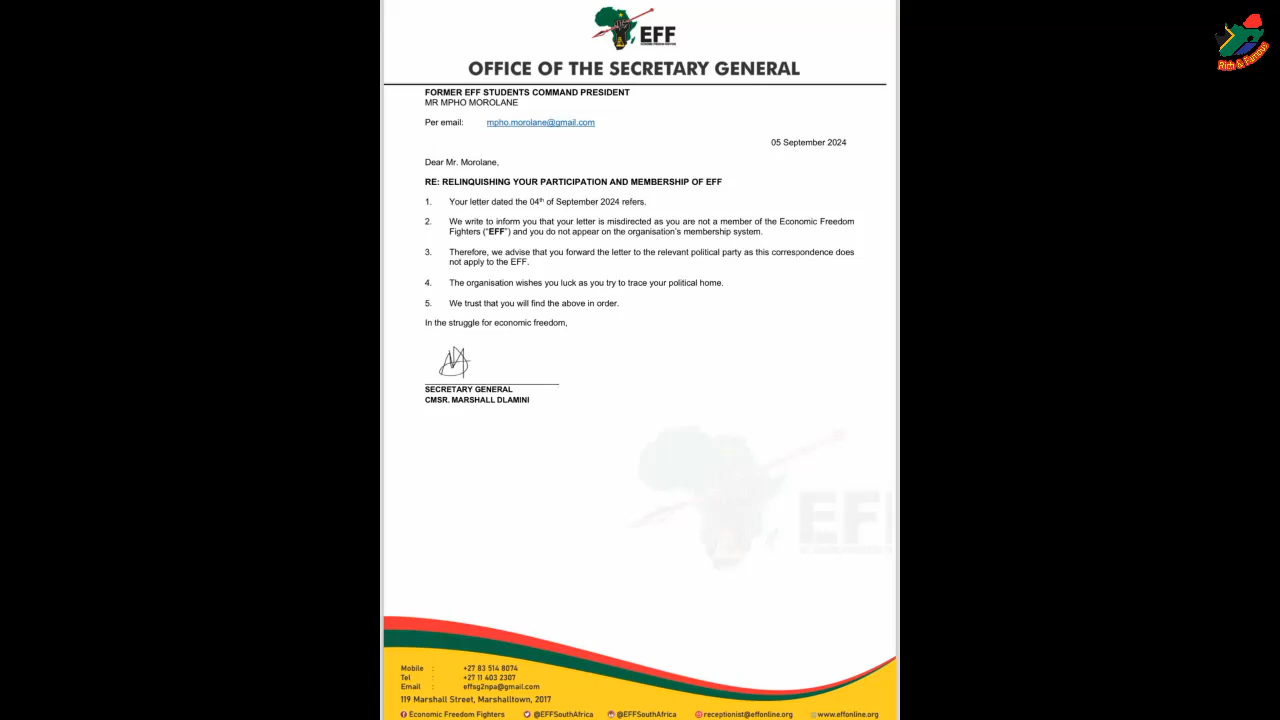 EFF
OFFICE OF THE SECRETARY GENERAL
Rich & Famous
FORMER EFF STUDENTS COMMAND PRESIDENT
MR MPHO MOROLANE
Per email: mpho.morolane@gmail.com
05 September 2024
Dear Mr. Morolane,
RE: RELINQUISHING YOUR PARTICIPATION AND MEMBERSHIP OF EFF
1. Your letter dated the 04th of September 2024 refers.
2. We write to inform you that your letter is misdirected as you are not a member of the Economic Freedom
Fighters ("EFF") and you do not appear on the organisation's membership system.
3. Therefore, we advise that you forward the letter to the relevant political party as this correspondence does
not apply to the EFF.
4. The organisation wishes you luck as you try to trace your political home.
5. We trust that you will find the above in order.
In the struggle for economic freedom,
SECRETARY GENERAL
CMSR. MARSHALL DLAMINI
EF
Mobile : +27 83 514 8074
Tel : +27 11 403 2307
Email : effsg2npa@gmail.com
119 Marshall Street, Marshalltown, 2017
Economic Freedom Fighters @EFFSouthAfrica @EFFSouthAfrica receptionist@effonline.org www.effonline.org